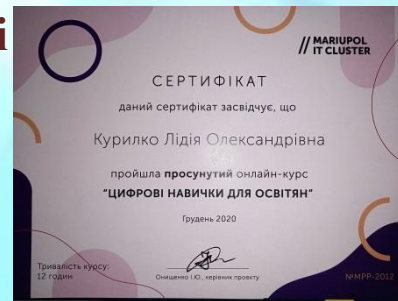 і
// MARIUPOL
IT CLUSTER
СЕРТИФІКАТ
даний сертифікат засвідчує, що
Курилко Лідія Олександрівна
пройшла просунутий онлайн-курс
"ЦИФРОВІ НАВИЧКИ ДЛЯ ОСВІТЯН"
Грудень 2020
Тривалість курсу:
12 годин
Онищенко І.О., керівник проєкту
№МРР-2012